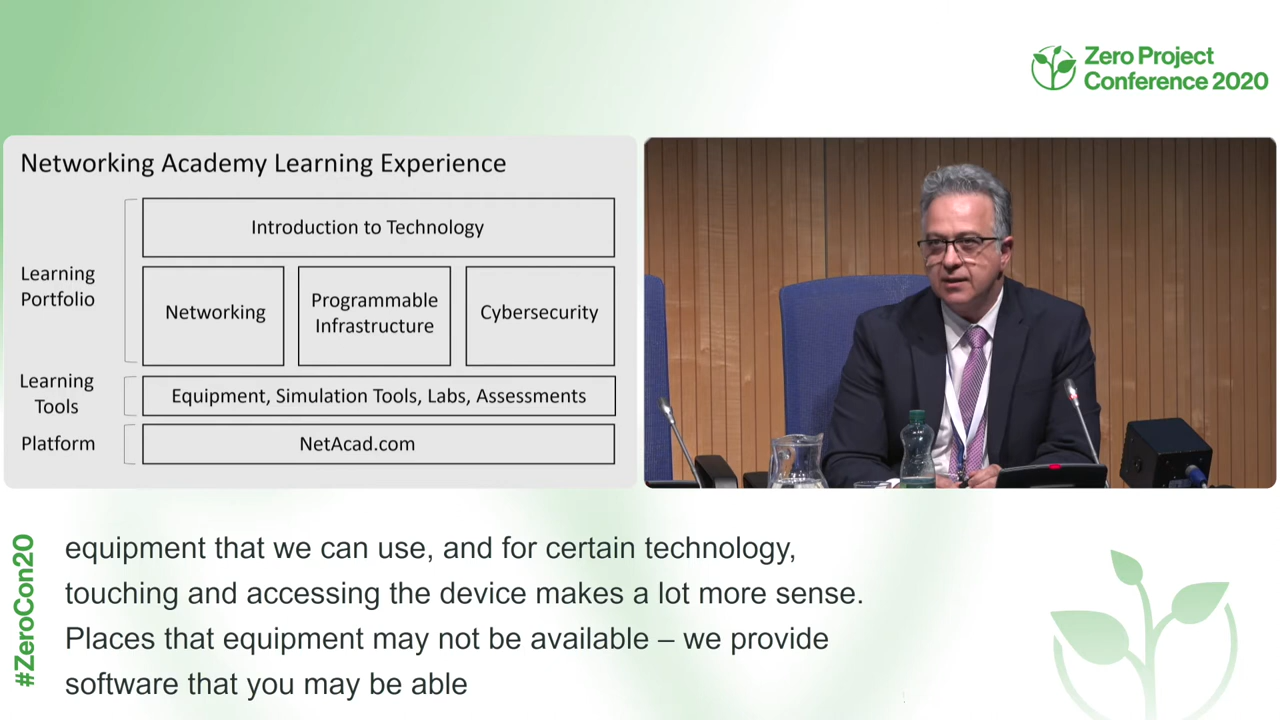 Zero Project
Conference 2020
Networking Academy Learning Experience
Learning
Portfolio
Introduction to Technology
Networking
Programmable
Infrastructure
Cybersecurity
Learning
Tools
Equipment, Simulation Tools, Labs, Assessments
Platform
NetAcad.com
#ZeroCon20
equipment that we can use, and for certain technology,
touching and accessing the device makes a lot more sense.
Places that equipment may not be available – we provide
software that you may be able